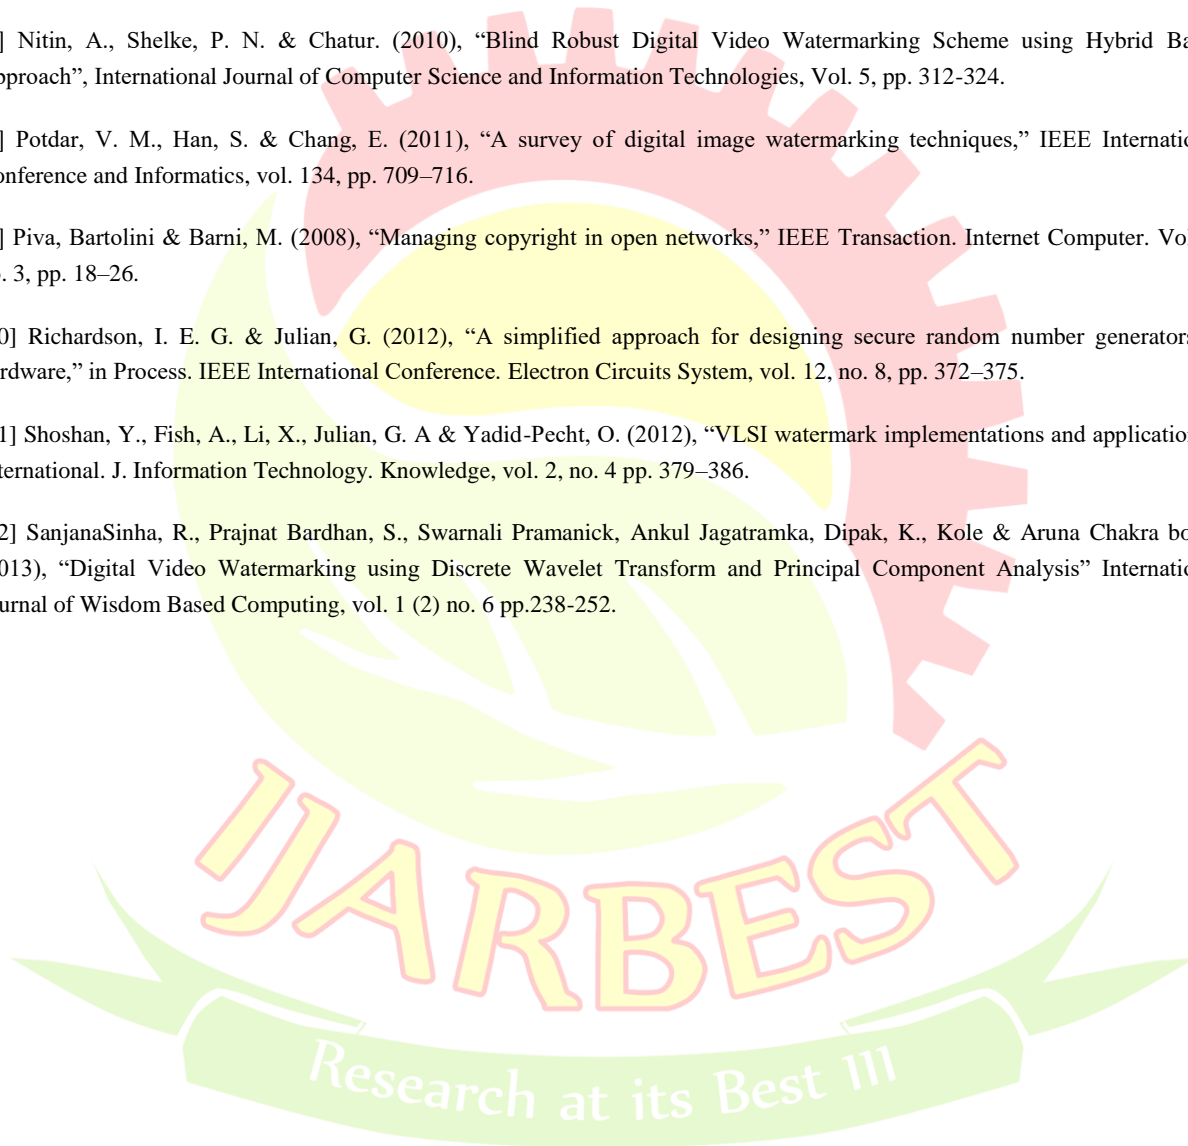 ] Nitin, A., Shelke, P. N. & Chatur. (2010), “Blind Robust Digital Video Watermarking Scheme using Hybrid Ba
pproach”, International Journal of Computer Science and Information Technologies, Vol. 5, pp. 312-324.
] Potdar, V. M., Han, S. & Chang, E. (2011), “A survey of digital image watermarking techniques,” IEEE Internatio
onference and Informatics, vol. 134, pp. 709–716.
] Piva, Bartolini & Barni, M. (2008), “Managing copyright in open networks,” IEEE Transaction. Internet Computer. Vol
. 3, pp. 18–26.
0] Richardson, I. E. G. & Julian, G. (2012), “A simplified approach for designing secure random number generators
rdware,” in Process. IEEE International Conference. Electron Circuits System, vol. 12, no. 8, pp. 372–375.
1] Shoshan, Y., Fish, A., Li, X., Julian, G. A & Yadid-Pecht, O. (2012), “VLSI watermark implementations and application
ternational. J. Information Technology. Knowledge, vol. 2, no. 4 pp. 379–386.
2] SanjanaSinha, R., Prajnat Bardhan, S., Swarnali Pramanick, Ankul Jagatramka, Dipak, K., Kole & Aruna Chakra bo
013), “Digital Video Watermarking using Discrete Wavelet Transform and Principal Component Analysis” Internatio
urnal of Wisdom Based Computing, vol. 1 (2) no. 6 pp.238-252.
IJARBEST
Research at its Best !!!